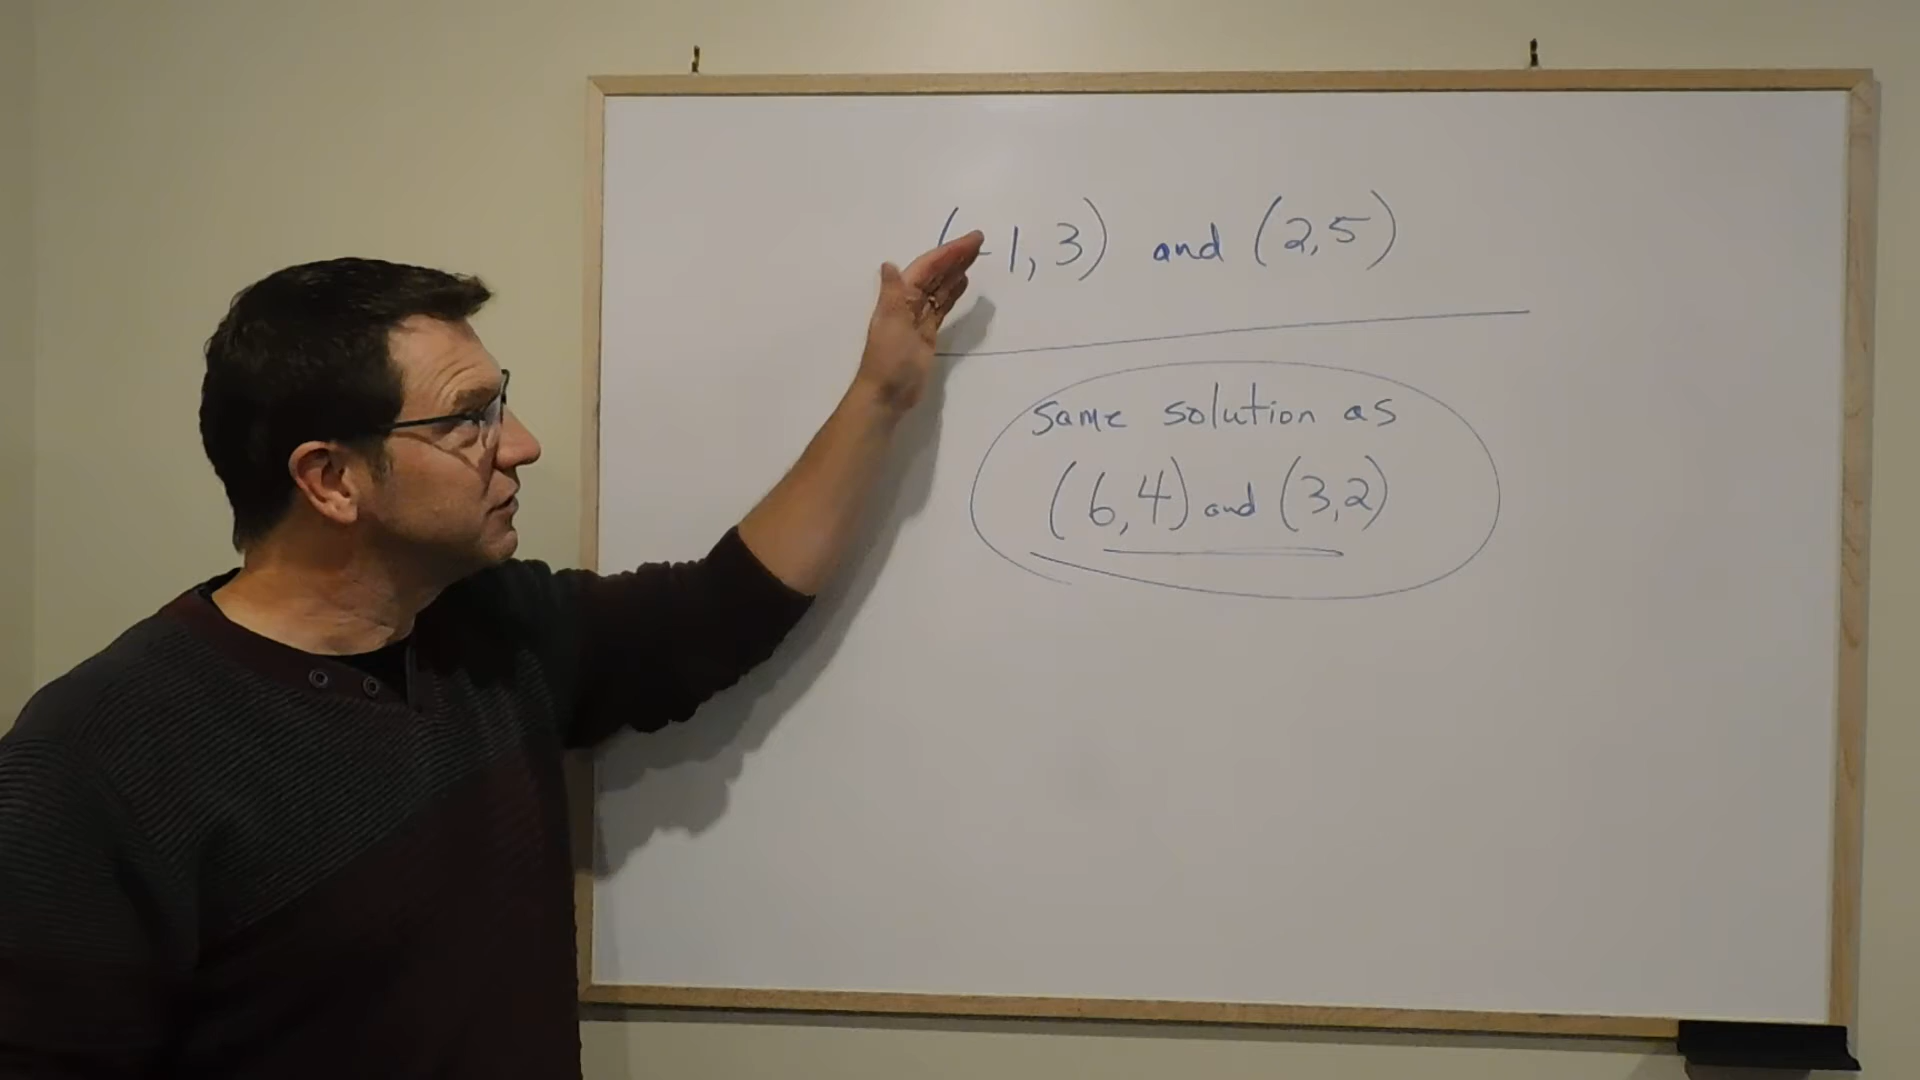 (-1,3) and (2,5)
same solution as
(6,4) and (3,2)